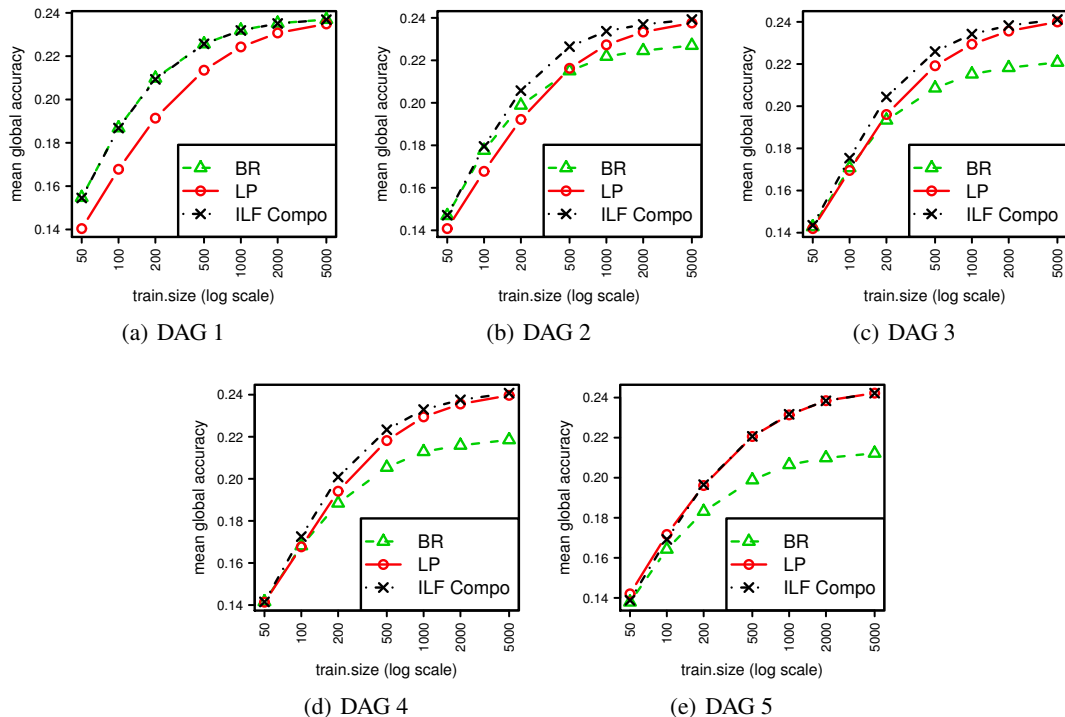 mean global accuracy
0.24
0.22
0.20
0.18
0.16
0.14
BR
LP
ILF Compo
50
100
200
500
1000
2000
5000
train.size (log scale)
(a) DAG 1
mean global accuracy
0.24
0.22
0.20
0.18
0.16
0.14
BR
LP
ILF Compo
50
100
200
500
1000
2000
5000
train.size (log scale)
(b) DAG 2
mean global accuracy
0.24
0.22
0.20
0.18
0.16
0.14
BR
LP
ILF Compo
50
100
200
500
1000
2000
5000
train.size (log scale)
(c) DAG 3
mean global accuracy
0.24
0.22
0.20
0.18
0.16
0.14
BR
LP
ILF Compo
50
100
200
500
1000
2000
5000
train.size (log scale)
(d) DAG 4
mean global accuracy
0.24
0.22
0.20
0.18
0.16
0.14
BR
LP
ILF Compo
50
100
200
500
1000
2000
5000
train.size (log scale)
(e) DAG 5